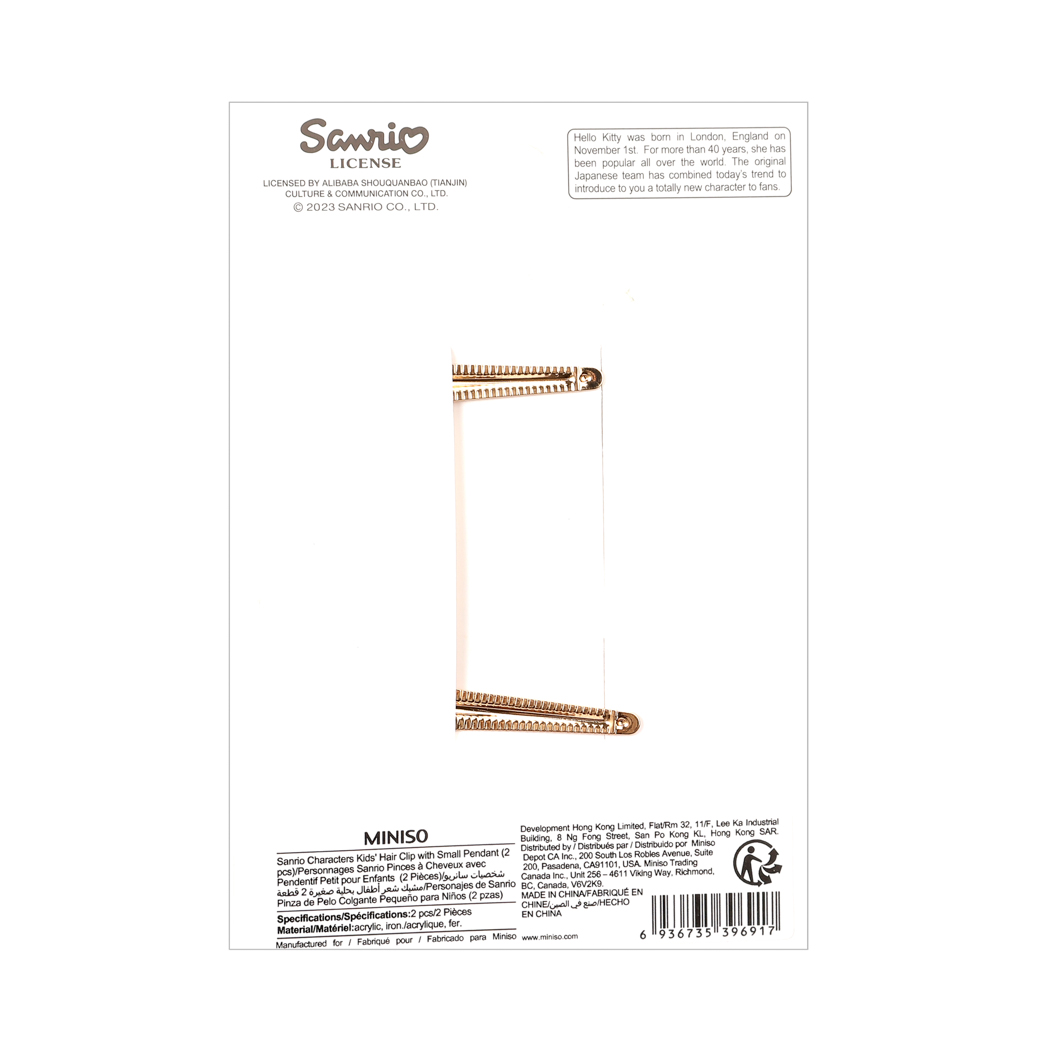 Sanrio
LICENSE
LICENSED BY ALIBABA SHOUQUANBAO (TIANJIN)
CULTURE & COMMUNICATION CO., LTD.
© 2023 SANRIO CO., LTD.
Hello Kitty was born in London, England on
November 1st. For more than 40 years, she has
been popular all over the world. The original
Japanese team has combined today's trend to
introduce to you a totally new character to fans.
MINISO
Sanrio Characters Kids' Hair Clip with Small Pendant (2
pcs)/Personnages Sanrio Pinces à Cheveux avec
Pendentif Petit pour Enfants (2 Pièces)/شخصيات سانريو
مشبك شعر أطفال بحلية صغيرة 2 قطعة/Personajes de Sanrio
Pinza de Pelo Colgante Pequeño para Niños (2 pzas)
Specifications/Spécifications:2 pcs/2 Pièces
Material/Matériel:acrylic, iron./acrylique, fer.
Manufactured for / Fabriqué pour / Fabricado para Miniso
Development Hong Kong Limited, Flat/Rm 32, 11/F, Lee Ka Industrial
Building, 8 Ng Fong Street, San Po Kong KL, Hong Kong SAR.
Distributed by / Distribués par / Distribuido por Miniso
Depot CA Inc., 200 South Los Robles Avenue, Suite
200, Pasadena, CA91101, USA. Miniso Trading
Canada Inc., Unit 256 – 4611 Viking Way, Richmond,
BC, Canada, V6V2K9.
MADE IN CHINA/FABRIQUÉ EN
CHINE/صنع في الصين/HECHO
EN CHINA
www.miniso.com
6 936735 396917